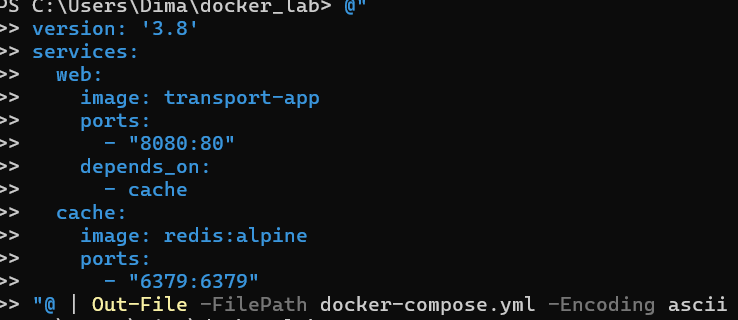 PS C:\Users\Dima\docker_lab> @"
>> version: '3.8'
>> services:
>>   web:
>>     image: transport-app
>>     ports:
>>       - "8080:80"
>>     depends_on:
>>       - cache
>>   cache:
>>     image: redis:alpine
>>     ports:
>>       - "6379:6379"
>> "@ | Out-File -FilePath docker-compose.yml -Encoding ascii